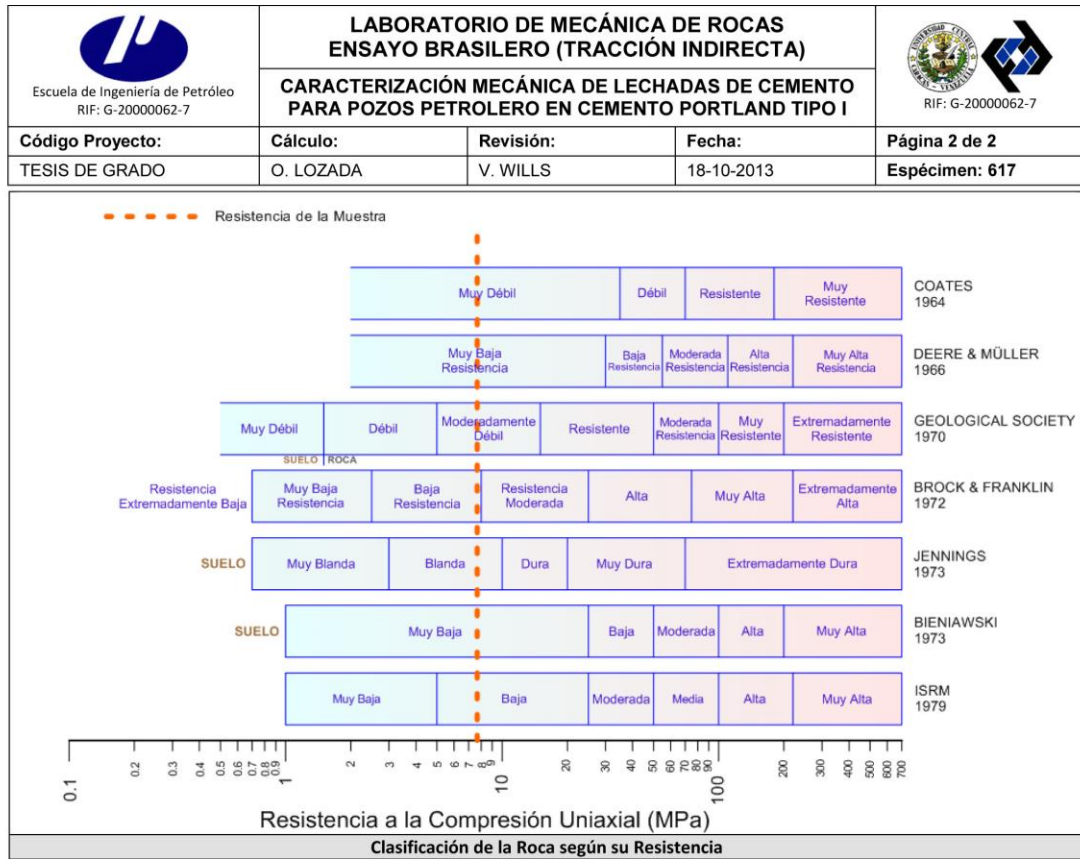 Escuela de Ingeniería de Petróleo
RIF: G-20000062-7
LABORATORIO DE MECÁNICA DE ROCAS
ENSAYO BRASILERO (TRACCIÓN INDIRECTA)
CARACTERIZACIÓN MECÁNICA DE LECHADAS DE CEMENTO
PARA POZOS PETROLERO EN CEMENTO PORTLAND TIPO I
RIF: G-20000062-7
Código Proyecto: Cálculo: Revisión: Fecha: Página 2 de 2
TESIS DE GRADO O. LOZADA V. WILLS 18-10-2013 Espécimen: 617
Resistencia de la Muestra
Muy Débil Débil Resistente Muy
Resistente
COATES
1964
Muy Baja
Resistencia
Baja
Resistencia
Moderada
Resistencia
Alta
Resistencia
Muy Alta
Resistencia
DEERE & MÜLLER
1966
Muy Débil Débil Moderadamente
Débil
Resistente
Moderada
Resistencia
Muy
Resistente
Extremadamente
Resistente
GEOLOGICAL SOCIETY
1970
SUELO ROCA
Resistencia
Extremadamente Baja
Muy Baja
Resistencia
Baja
Resistencia
Resistencia
Moderada
Alta Muy Alta Extremadamente
Alta
BROCK & FRANKLIN
1972
SUELO Muy Blanda Blanda Dura Muy Dura Extremadamente Dura
JENNINGS
1973
SUELO Muy Baja Baja Moderada Alta Muy Alta
BIENIAWSKI
1973
Muy Baja Baja Moderada Media Alta Muy Alta
ISRM
1979
0.1 0.2 0.3 0.4 0.5 0.6 0.7 0.8 0.9 1 2 3 4 5 6 7 8 9 10 20 30 40 50 60 70 80 90 100 200 300 400 500 600 700
Resistencia a la Compresión Uniaxial (MPa)
Clasificación de la Roca según su Resistencia